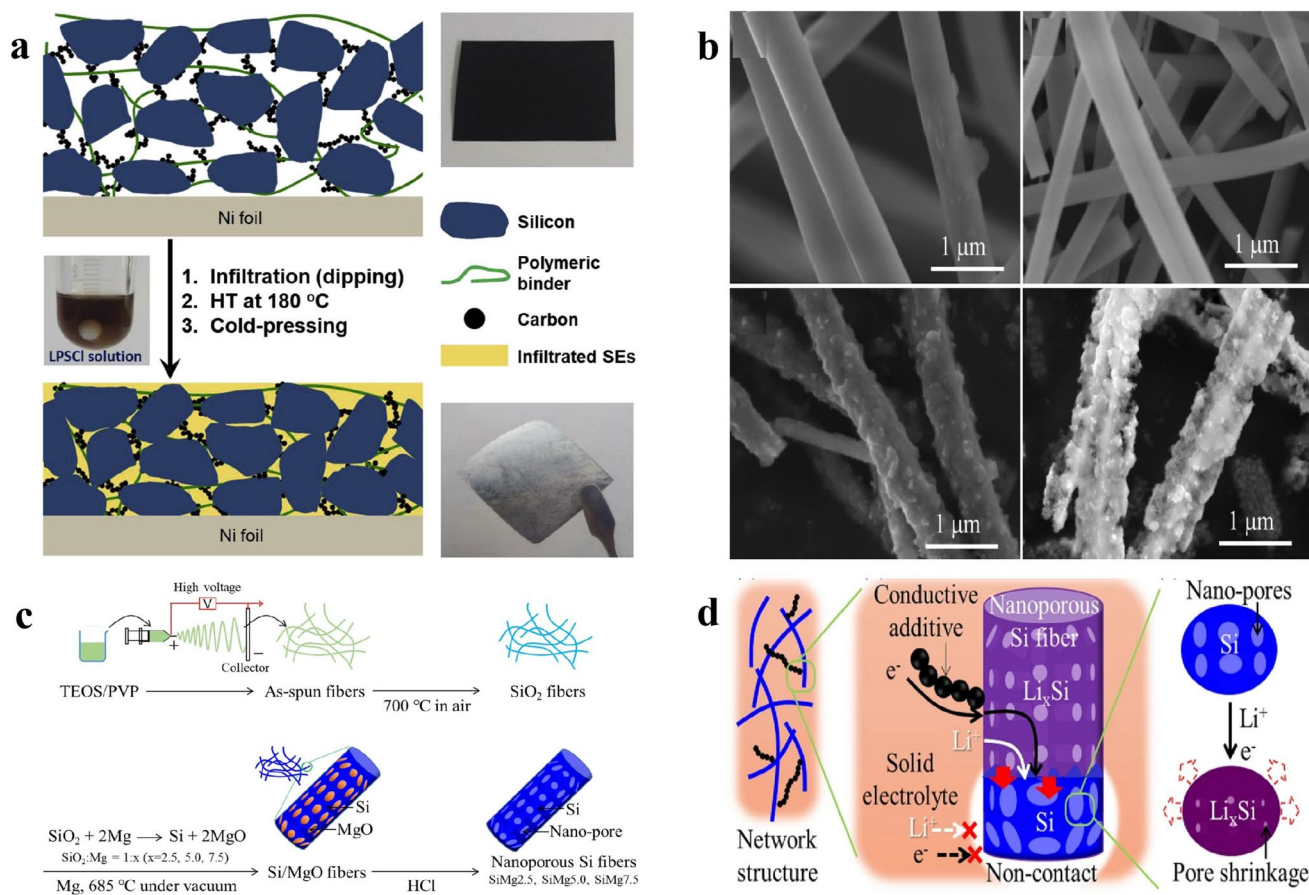 a
Ni foil
LPSCl solution
1. Infiltration (dipping)
2. HT at 180 °C
3. Cold-pressing
Ni foil
Silicon
Polymeric
binder
Carbon
Infiltrated SEs
b
1 μm
1 μm
1 μm
1 μm
c
High voltage
V
+
−
Collector
TEOS/PVP
As-spun fibers
700 °C in air
SiO₂ fibers
SiO₂ + 2Mg → Si + 2MgO
SiO₂:Mg = 1:x (x=2.5, 5.0, 7.5)
Mg, 685 °C under vacuum
Si
MgO
Si/MgO fibers
HCl
Si
Nano-pore
Nanoporous Si fibers
SiMg2.5, SiMg5.0, SiMg7.5
d
Network
structure
Conductive
additive
e⁻
Li⁺
Solid
electrolyte
Li⁺
e⁻
Nanoporous
Si fiber
LiₓSi
Si
Non-contact
Nano-pores
Si
Li⁺
e⁻
LiₓSi
Pore shrinkage